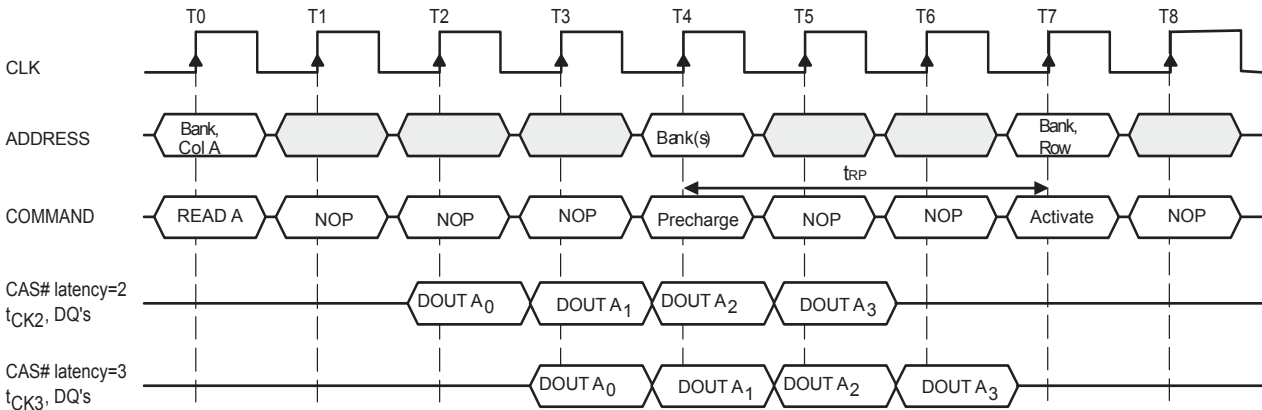 T0 T1 T2 T3 T4 T5 T6 T7 T8
CLK
ADDRESS
Bank, Col A
Bank(s)
Bank, Row
tRP
COMMAND
READ A NOP NOP NOP Precharge NOP NOP Activate NOP
CAS# latency=2
tCK2, DQ's
DOUT A0 DOUT A1 DOUT A2 DOUT A3
CAS# latency=3
tCK3, DQ's
DOUT A0 DOUT A1 DOUT A2 DOUT A3